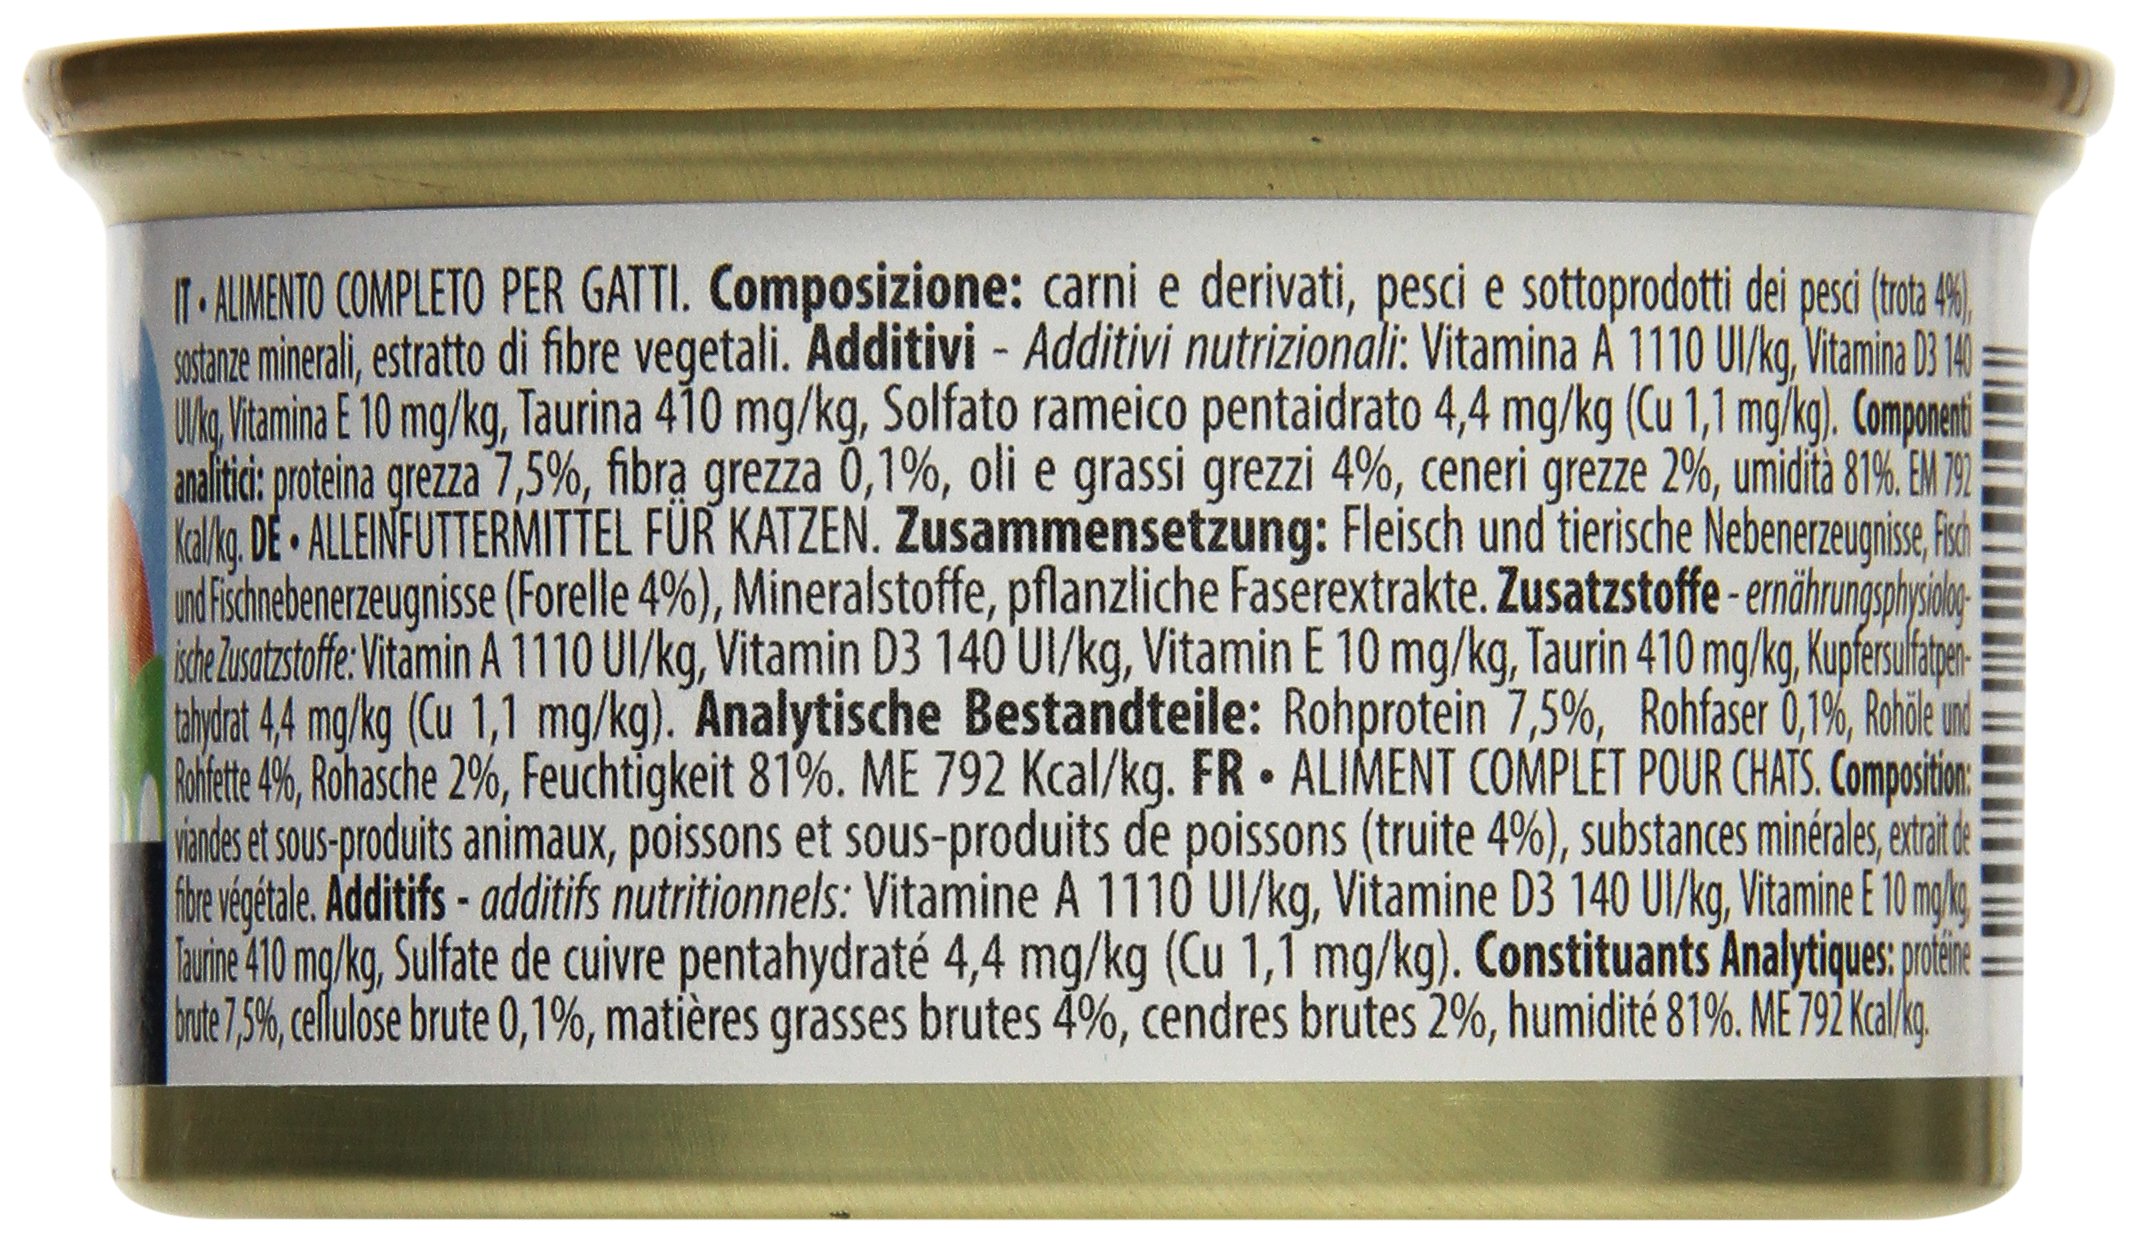 IT • ALIMENTO COMPLETO PER GATTI. Composizione: carni e derivati, pesci e sottoprodotti dei pesci (trota 4%),
sostanze minerali, estratto di fibre vegetali. Additivi - Additivi nutrizionali: Vitamina A 1110 UI/kg, Vitamina D3 140
UI/kg, Vitamina E 10 mg/kg, Taurina 410 mg/kg, Solfato rameico pentaidrato 4,4 mg/kg (Cu 1,1 mg/kg). Componenti
analitici: proteina grezza 7,5%, fibra grezza 0,1%, oli e grassi grezzi 4%, ceneri grezze 2%, umidità 81%. EM 792
Kcal/kg. DE • ALLEINFUTTERMITTEL FÜR KATZEN. Zusammensetzung: Fleisch und tierische Nebenerzeugnisse, Fisch
und Fischnebenerzeugnisse (Forelle 4%), Mineralstoffe, pflanzliche Faserextrakte. Zusatzstoffe - ernährungsphysiolog-
ische Zusatzstoffe: Vitamin A 1110 UI/kg, Vitamin D3 140 UI/kg, Vitamin E 10 mg/kg, Taurin 410 mg/kg, Kupfersulfatpen-
tahydrat 4,4 mg/kg (Cu 1,1 mg/kg). Analytische Bestandteile: Rohprotein 7,5%, Rohfaser 0,1%, Rohöle und
Rohfette 4%, Rohasche 2%, Feuchtigkeit 81%. ME 792 Kcal/kg. FR • ALIMENT COMPLET POUR CHATS. Composition:
viandes et sous-produits animaux, poissons et sous-produits de poissons (truite 4%), substances minérales, extrait de
fibre végétale. Additifs - additifs nutritionnels: Vitamine A 1110 UI/kg, Vitamine D3 140 UI/kg, Vitamine E 10 mg/kg,
Taurine 410 mg/kg, Sulfate de cuivre pentahydraté 4,4 mg/kg (Cu 1,1 mg/kg). Constituants Analytiques: protéine
brute 7,5%, cellulose brute 0,1%, matières grasses brutes 4%, cendres brutes 2%, humidité 81%. ME 792 Kcal/kg.